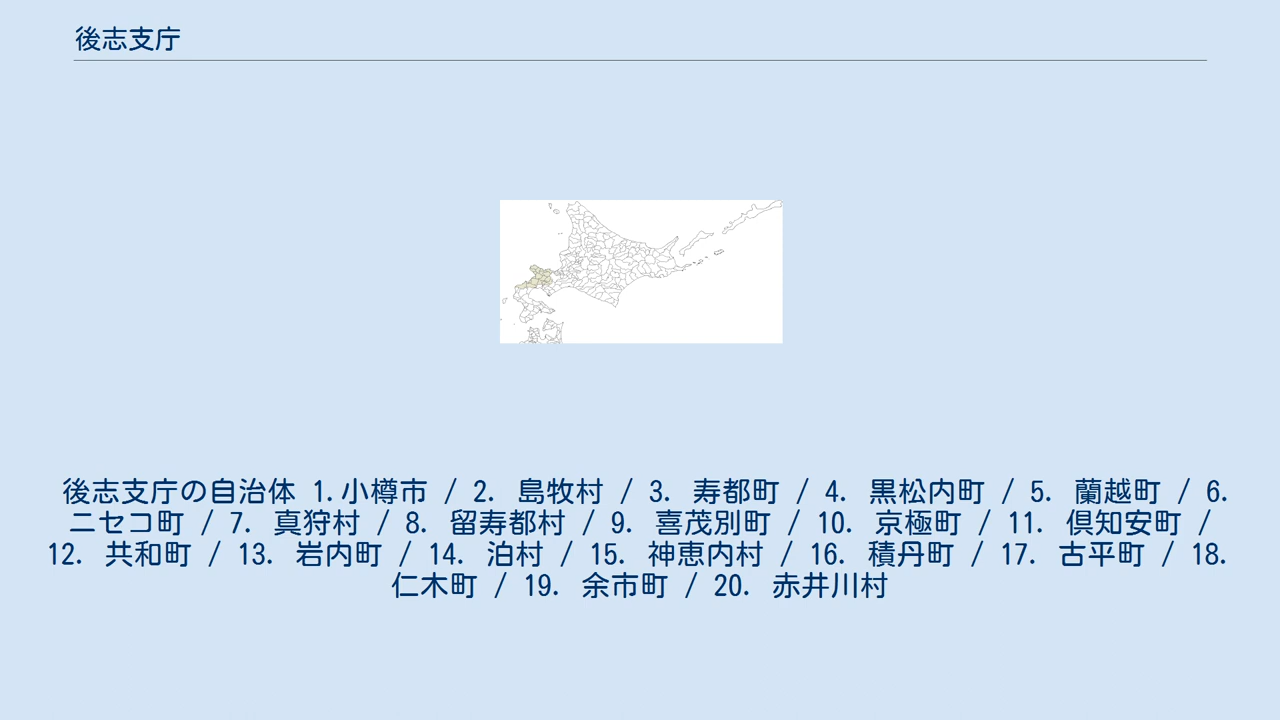 後志支庁
後志支庁の自治体 1.小樽市 / 2. 島牧村 / 3. 寿都町 / 4. 黒松内町 / 5. 蘭越町 / 6.
ニセコ町 / 7. 真狩村 / 8. 留寿都村 / 9. 喜茂別町 / 10. 京極町 / 11. 倶知安町 /
12. 共和町 / 13. 岩内町 / 14. 泊村 / 15. 神恵内村 / 16. 積丹町 / 17. 古平町 / 18.
仁木町 / 19. 余市町 / 20. 赤井川村